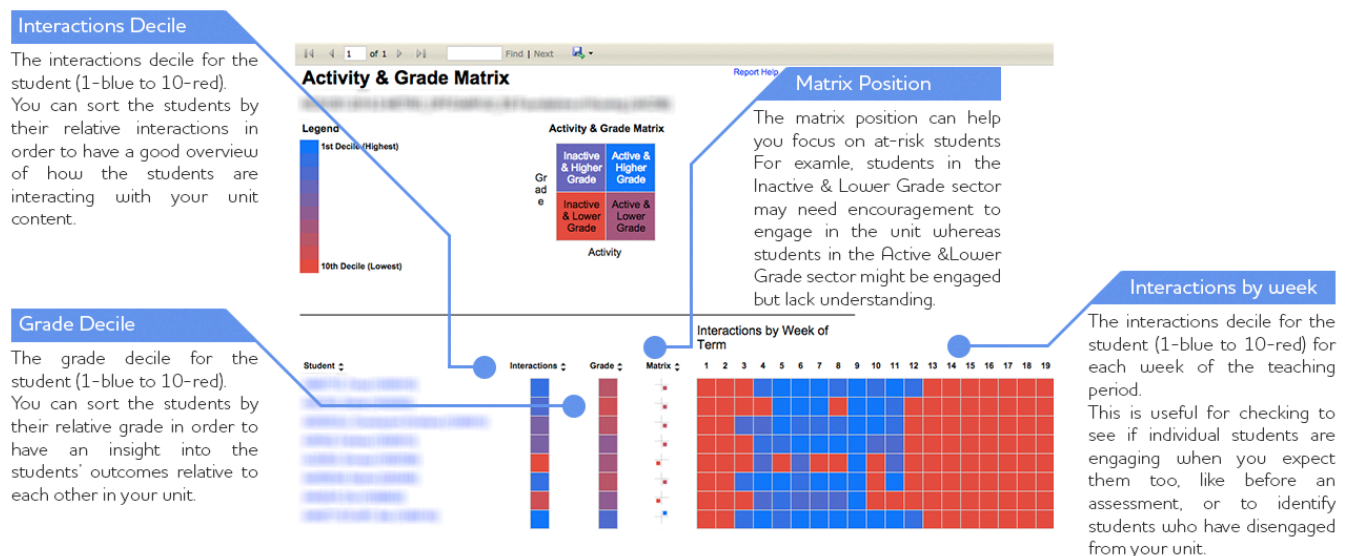 Interactions Decile
The interactions decile for the
student (1-blue to 10-red).
You can sort the students by
their relative interactions in
order to have a good overview
of how the students are
interacting with your unit
content.
Grade Decile
The grade decile for the
student (1-blue to 10-red).
You can sort the students by
their relative grade in order to
have an insight into the
students' outcomes relative to
each other in your unit.
1 of 1 Find | Next
Activity & Grade Matrix
Report Help
Legend
1st Decile (Highest)
10th Decile (Lowest)
Activity & Grade Matrix
Gr
ad
e
Inactive
& Higher
Grade
Active &
Higher
Grade
Inactive
& Lower
Grade
Active &
Lower
Grade
Activity
Matrix Position
The matrix position can help
you focus on at-risk students
For examle, students in the
Inactive & Lower Grade sector
may need encouragement to
engage in the unit whereas
students in the Active &Lower
Grade sector might be engaged
but lack understanding.
Interactions by Week of
Term
Student Interactions Grade Matrix 1 2 3 4 5 6 7 8 9 10 11 12 13 14 15 16 17 18 19
Interactions by week
The interactions decile for the
student (1-blue to 10-red) for
each week of the teaching
period.
This is useful for checking to
see if individual students are
engaging when you expect
them too, like before an
assessment, or to identify
students who have disengaged
from your unit.